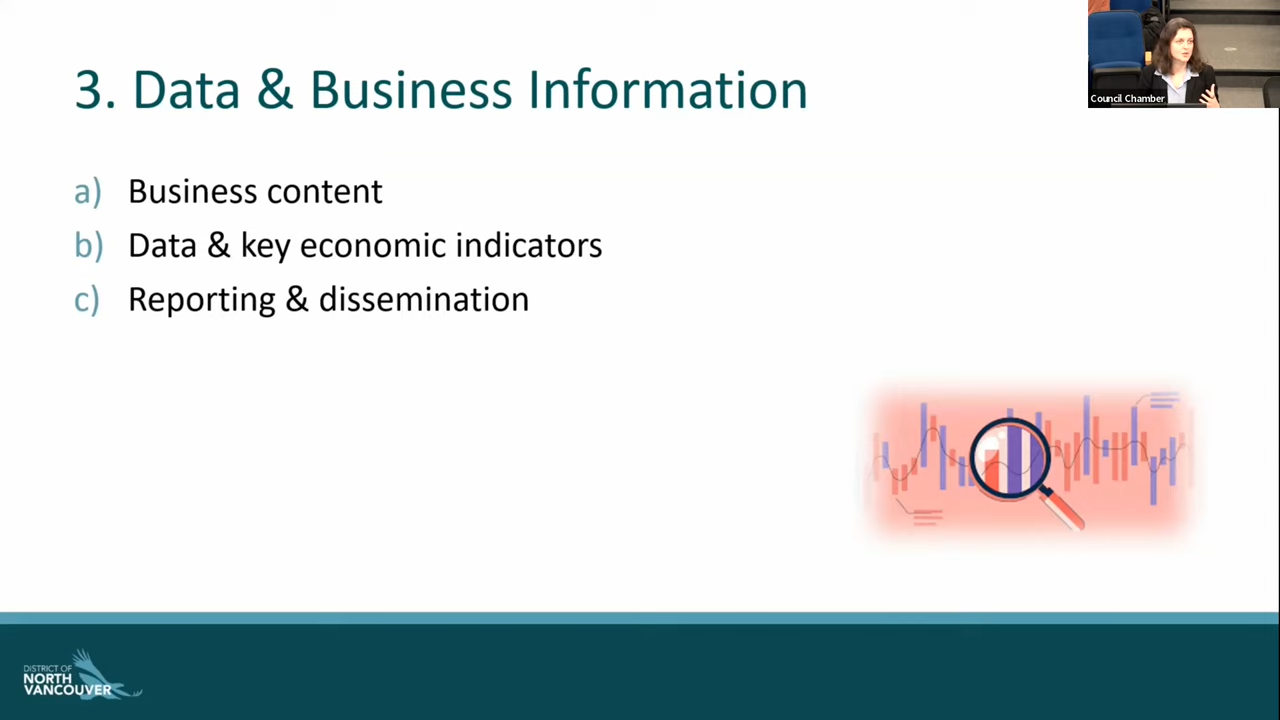 3. Data & Business Information
Council Chamber
a) Business content
b) Data & key economic indicators
c) Reporting & dissemination
DISTRICT OF
NORTH
VANCOUVER